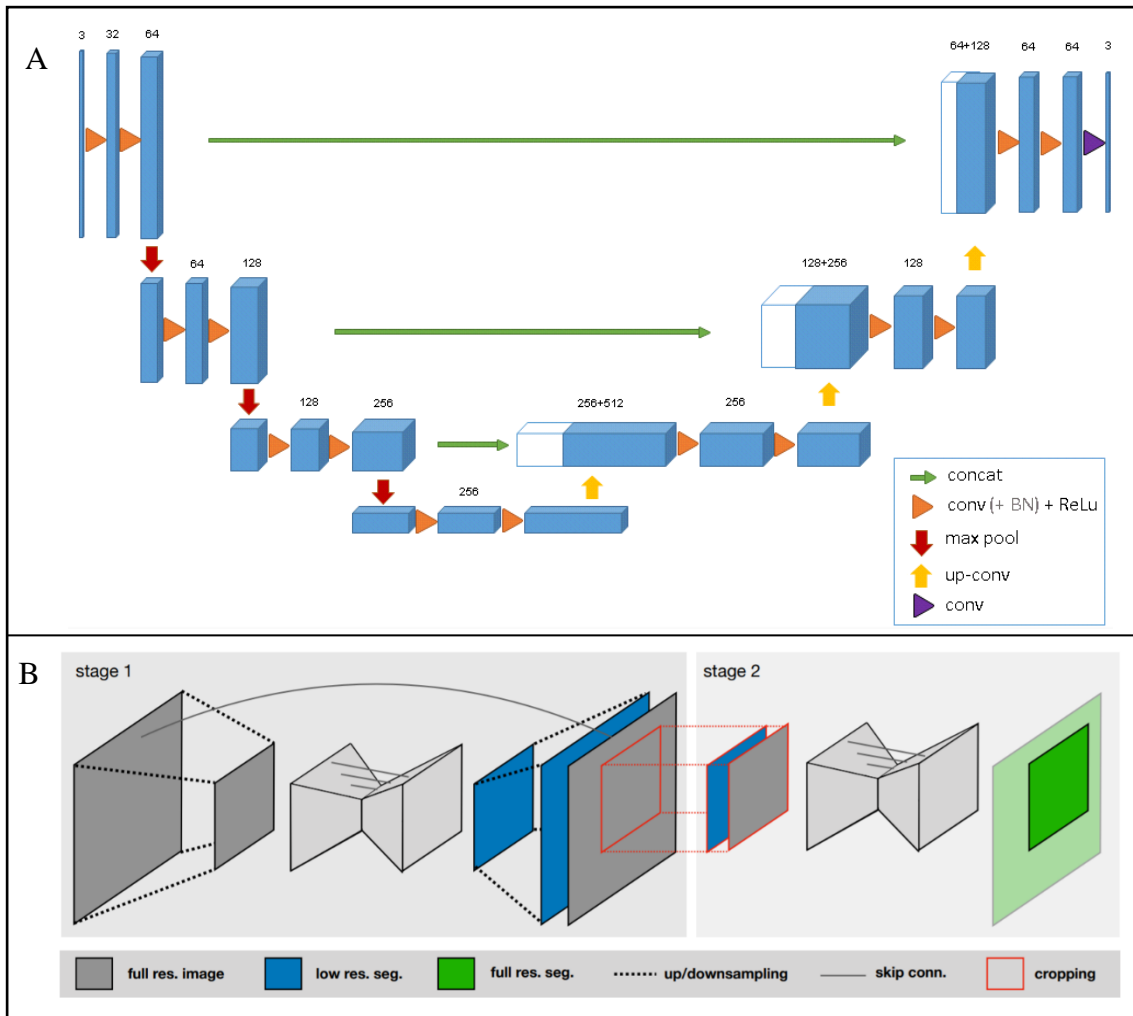 A
3 32 64
64+128 64 64 3
64 128
128+256 128
128 256
256+512 256
256
concat
conv (+ BN) + ReLu
max pool
up-conv
conv
B
stage 1
stage 2
full res. image low res. seg. full res. seg. up/downsampling skip conn. cropping